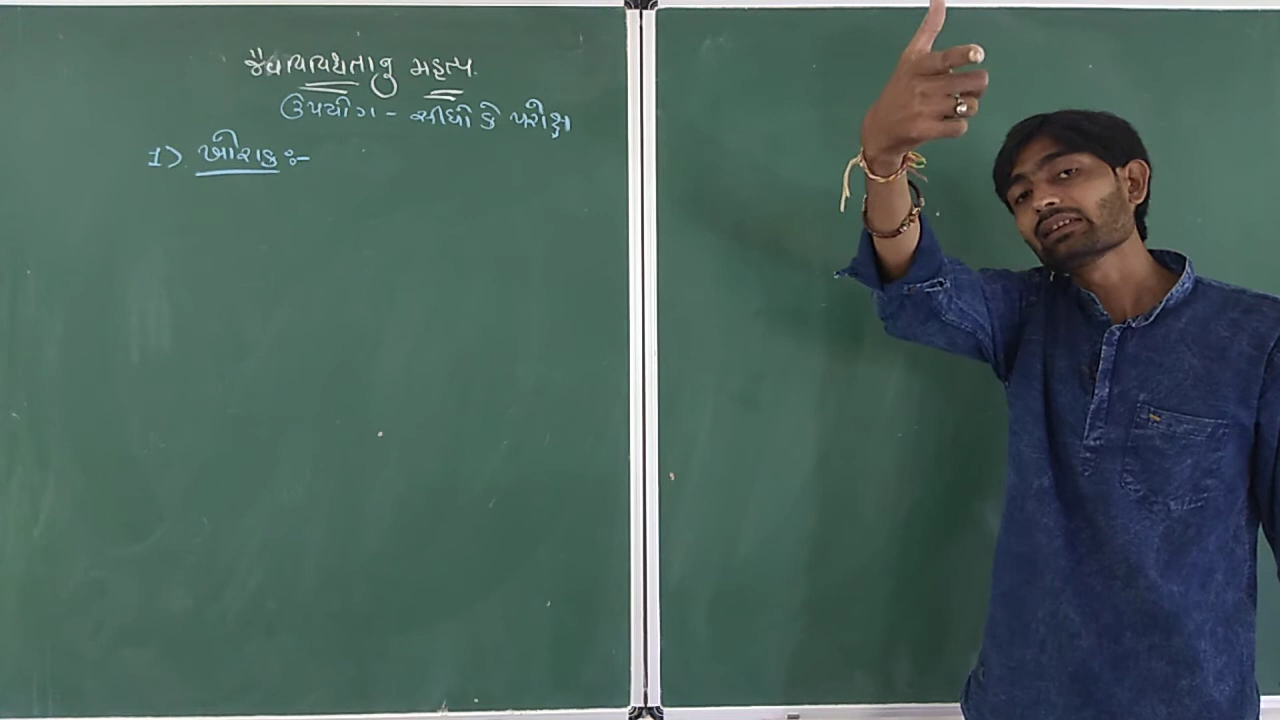 જૈવવિવિધતાનુ મહત્વ.
ઉપયોગ - સીધો કે પરોક્ષ
1) ખોરાક :-